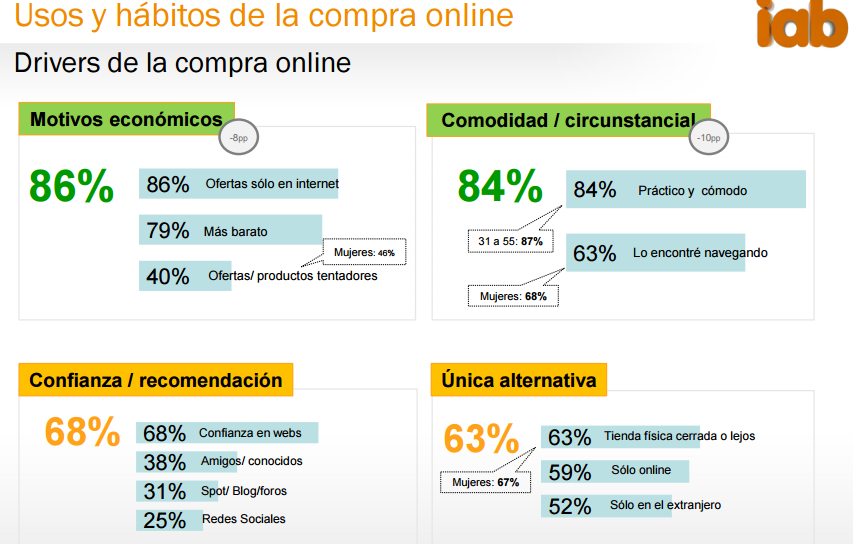 Usos y hábitos de la compra online
iab
Drivers de la compra online
Motivos económicos
-8pp
86%
86% Ofertas sólo en internet
79% Más barato
Mujeres: 46%
40% Ofertas/ productos tentadores
Comodidad / circunstancial
-10pp
84%
84% Práctico y cómodo
31 a 55: 87%
63% Lo encontré navegando
Mujeres: 68%
Confianza / recomendación
68%
68% Confianza en webs
38% Amigos/ conocidos
31% Spot/ Blog/foros
25% Redes Sociales
Única alternativa
63%
63% Tienda física cerrada o lejos
Mujeres: 67%
59% Sólo online
52% Sólo en el extranjero